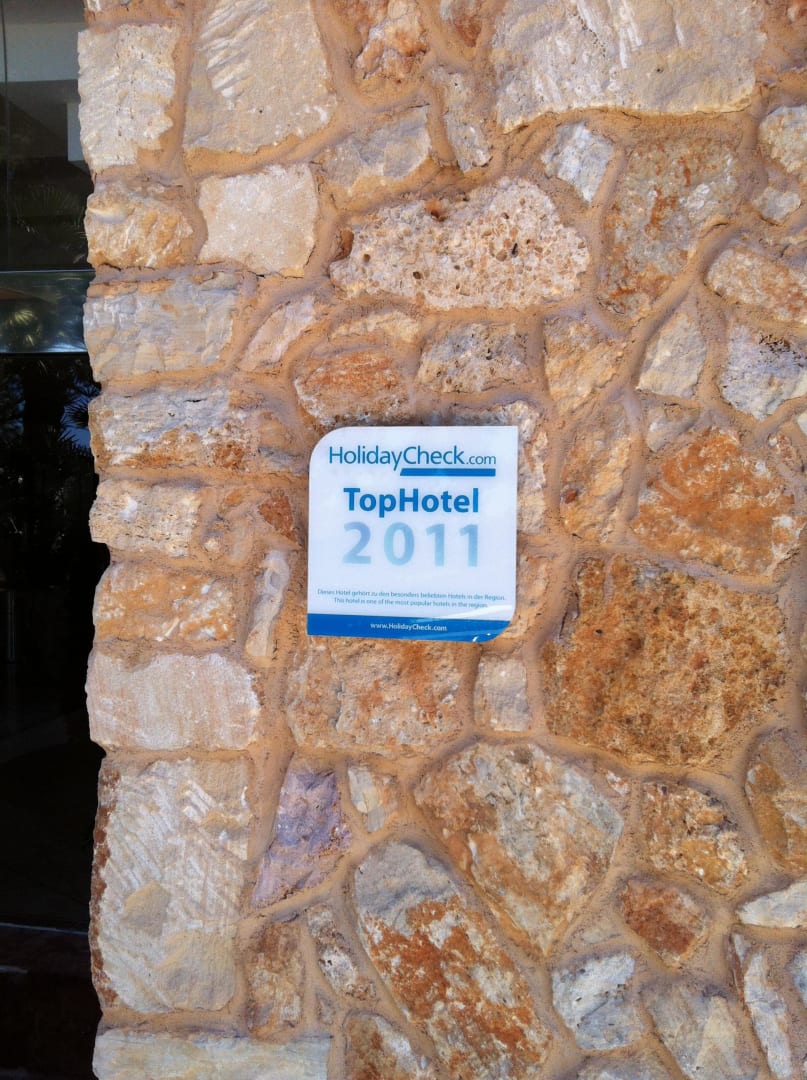 HolidayCheck.com
TopHotel
2011
Dieses Hotel gehört zu den besonders beliebten Hotels in der Region.
This hotel is one of the most popular hotels in the region.
www.HolidayCheck.com